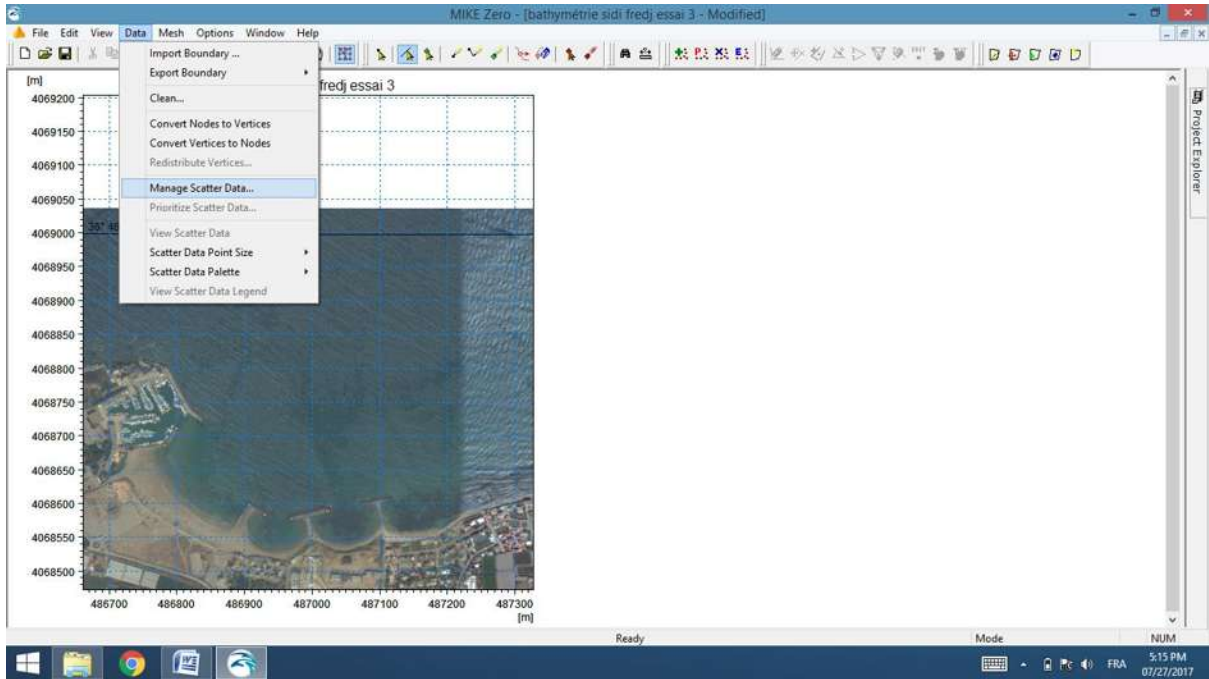 MIKE Zero - [bathymétrie sidi fredj essai 3 - Modified]
File Edit View Data Mesh Options Window Help
Import Boundary ...
Export Boundary
Clean...
Convert Nodes to Vertices
Convert Vertices to Nodes
Redistribute Vertices...
Manage Scatter Data...
Prioritize Scatter Data...
View Scatter Data
Scatter Data Point Size
Scatter Data Palette
View Scatter Data Legend
fredj essai 3
[m]
4069200
4069150
4069100
4069050
4069000
4068950
4068900
4068850
4068800
4068750
4068700
4068650
4068600
4068550
4068500
486700 486800 486900 487000 487100 487200 487300
[m]
Project Explorer
Ready Mode NUM
FRA 5:15 PM
07/27/2017